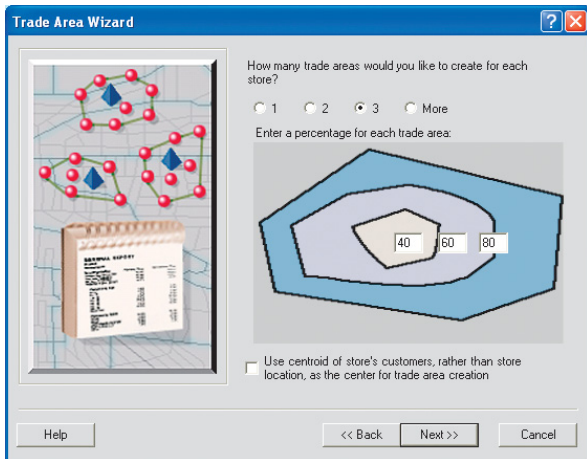 Trade Area Wizard
How many trade areas would you like to create for each
store?
1 2 3 More
Enter a percentage for each trade area:
40 60 80
GENERAL REPORT
Use centroid of store's customers, rather than store
location, as the center for trade area creation
Help << Back Next >> Cancel